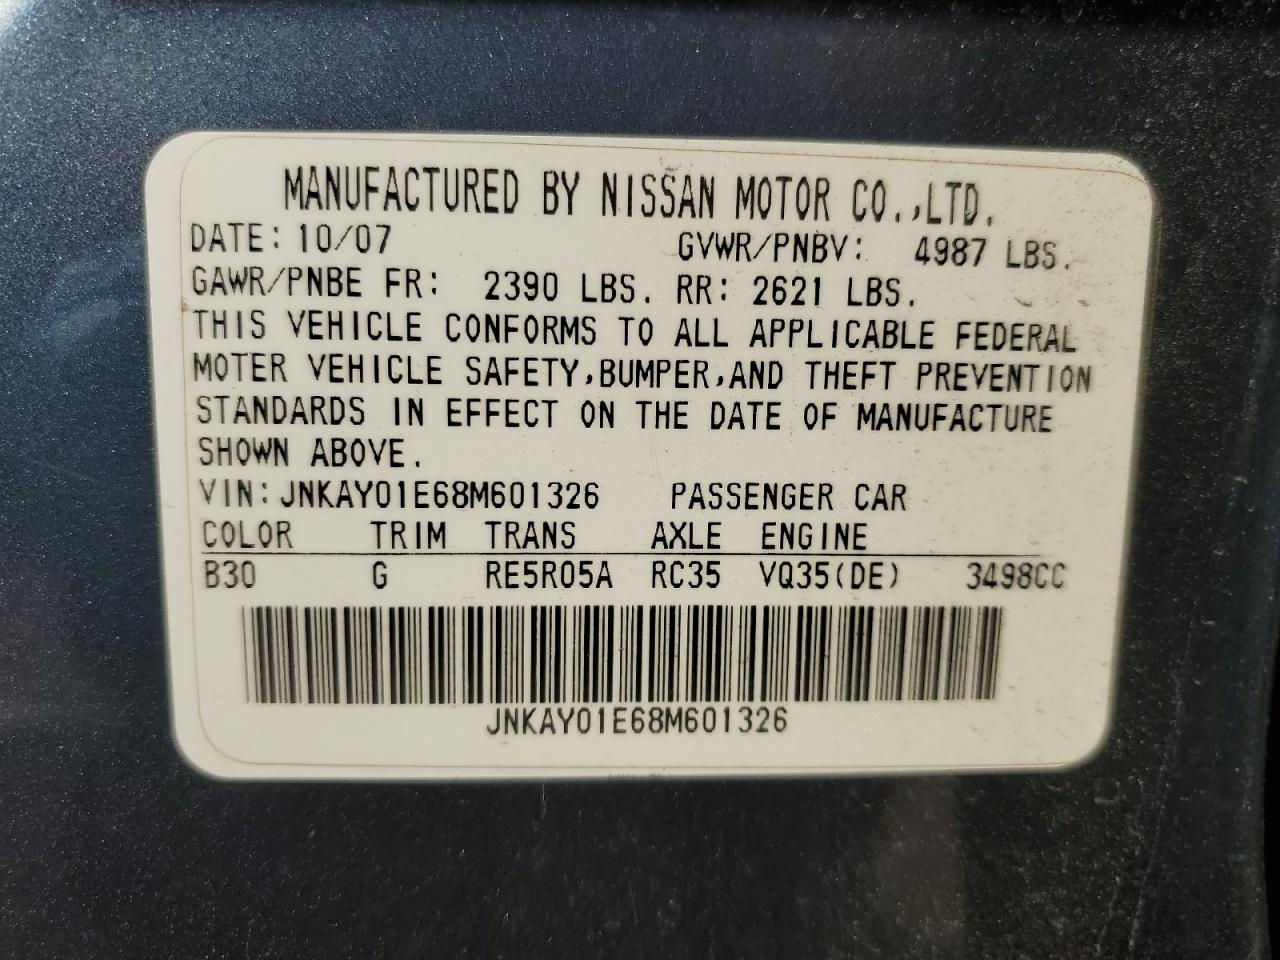 MANUFACTURED BY NISSAN MOTOR CO.,LTD.
DATE: 10/07 GVWR/PNBV: 4987 LBS.
GAWR/PNBE FR: 2390 LBS. RR: 2621 LBS.
THIS VEHICLE CONFORMS TO ALL APPLICABLE FEDERAL
MOTER VEHICLE SAFETY,BUMPER,AND THEFT PREVENTION
STANDARDS IN EFFECT ON THE DATE OF MANUFACTURE
SHOWN ABOVE.
VIN: JNKAY01E68M601326 PASSENGER CAR
COLOR TRIM TRANS AXLE ENGINE
B30 G RE5R05A RC35 VQ35(DE) 3498CC
JNKAY01E68M601326